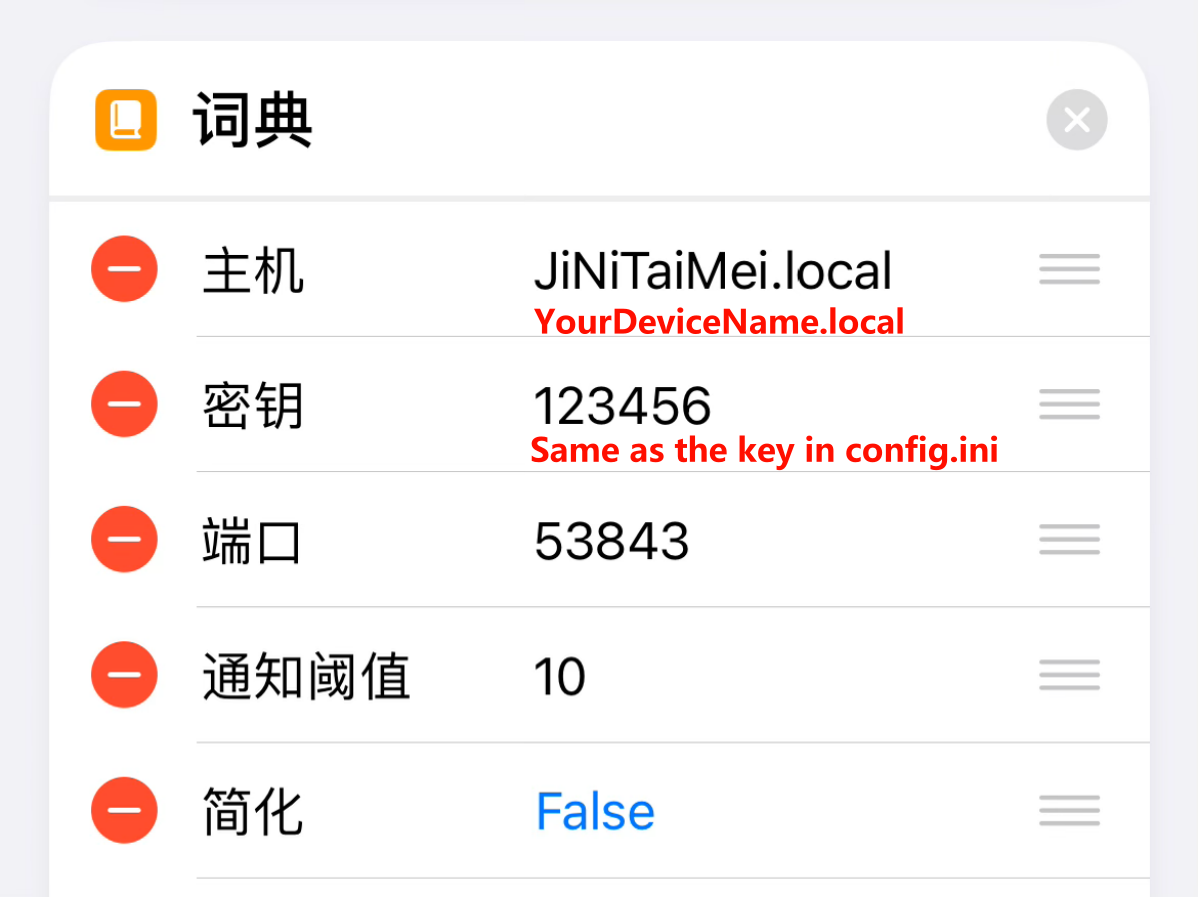 词典
主机 JiNiTaiMei.local
YourDeviceName.local
密钥 123456
Same as the key in config.ini
端口 53843
通知阈值 10
简化 False